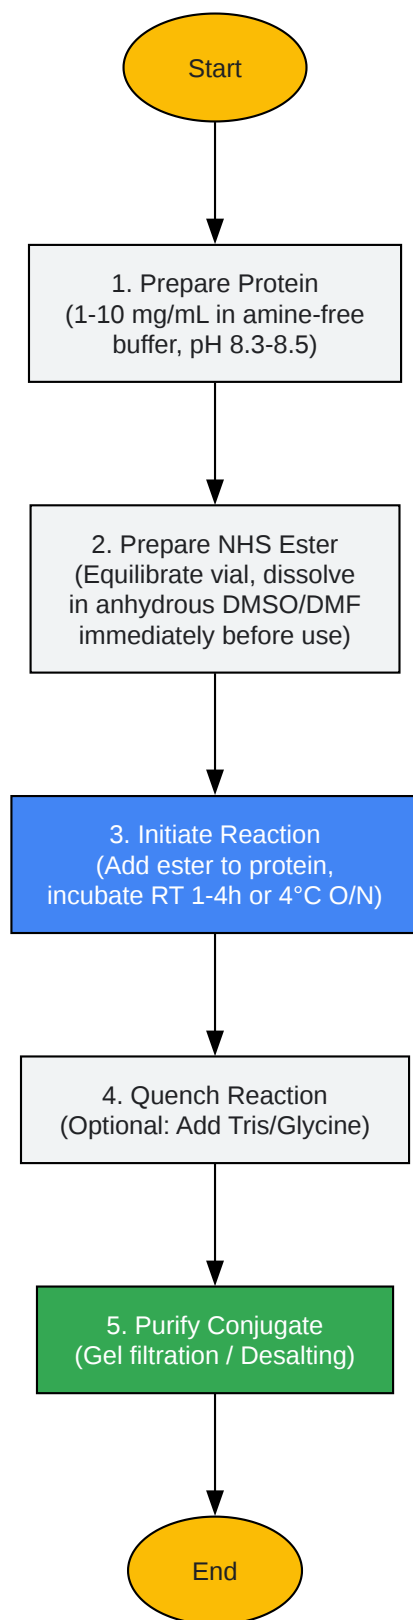 Start
1. Prepare Protein
(1-10 mg/mL in amine-free
buffer, pH 8.3-8.5)
2. Prepare NHS Ester
(Equilibrate vial, dissolve
in anhydrous DMSO/DMF
immediately before use)
3. Initiate Reaction
(Add ester to protein,
incubate RT 1-4h or 4°C O/N)
4. Quench Reaction
(Optional: Add Tris/Glycine)
5. Purify Conjugate
(Gel filtration / Desalting)
End